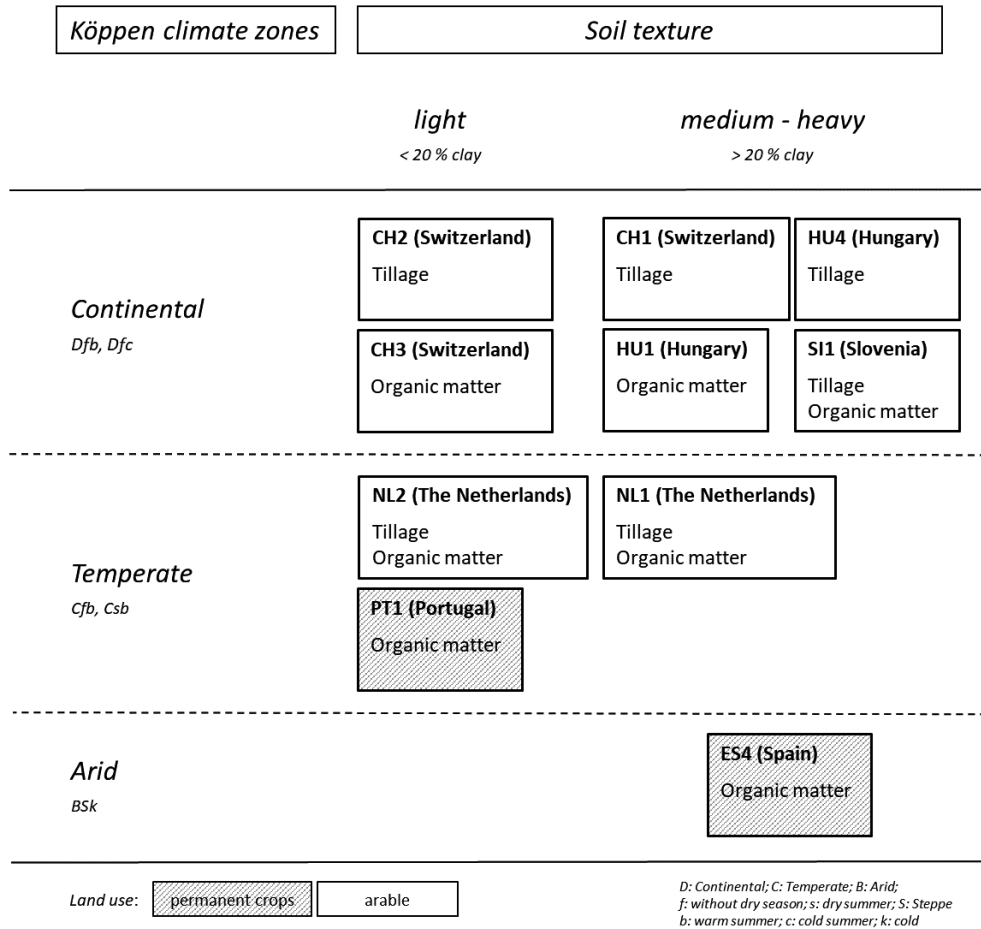 Köppen climate zones
Soil texture
light
medium - heavy
< 20 % clay
> 20 % clay
Continental
Dfb, Dfc
CH2 (Switzerland)
Tillage
CH1 (Switzerland)
Tillage
HU4 (Hungary)
Tillage
CH3 (Switzerland)
Organic matter
HU1 (Hungary)
Organic matter
SI1 (Slovenia)
Tillage
Organic matter
Temperate
Cfb, Csb
NL2 (The Netherlands)
Tillage
Organic matter
NL1 (The Netherlands)
Tillage
Organic matter
PT1 (Portugal)
Organic matter
Arid
BSk
ES4 (Spain)
Organic matter
Land use:
permanent crops
arable
D: Continental; C: Temperate; B: Arid;
f: without dry season; s: dry summer; S: Steppe
b: warm summer; c: cold summer; k: cold